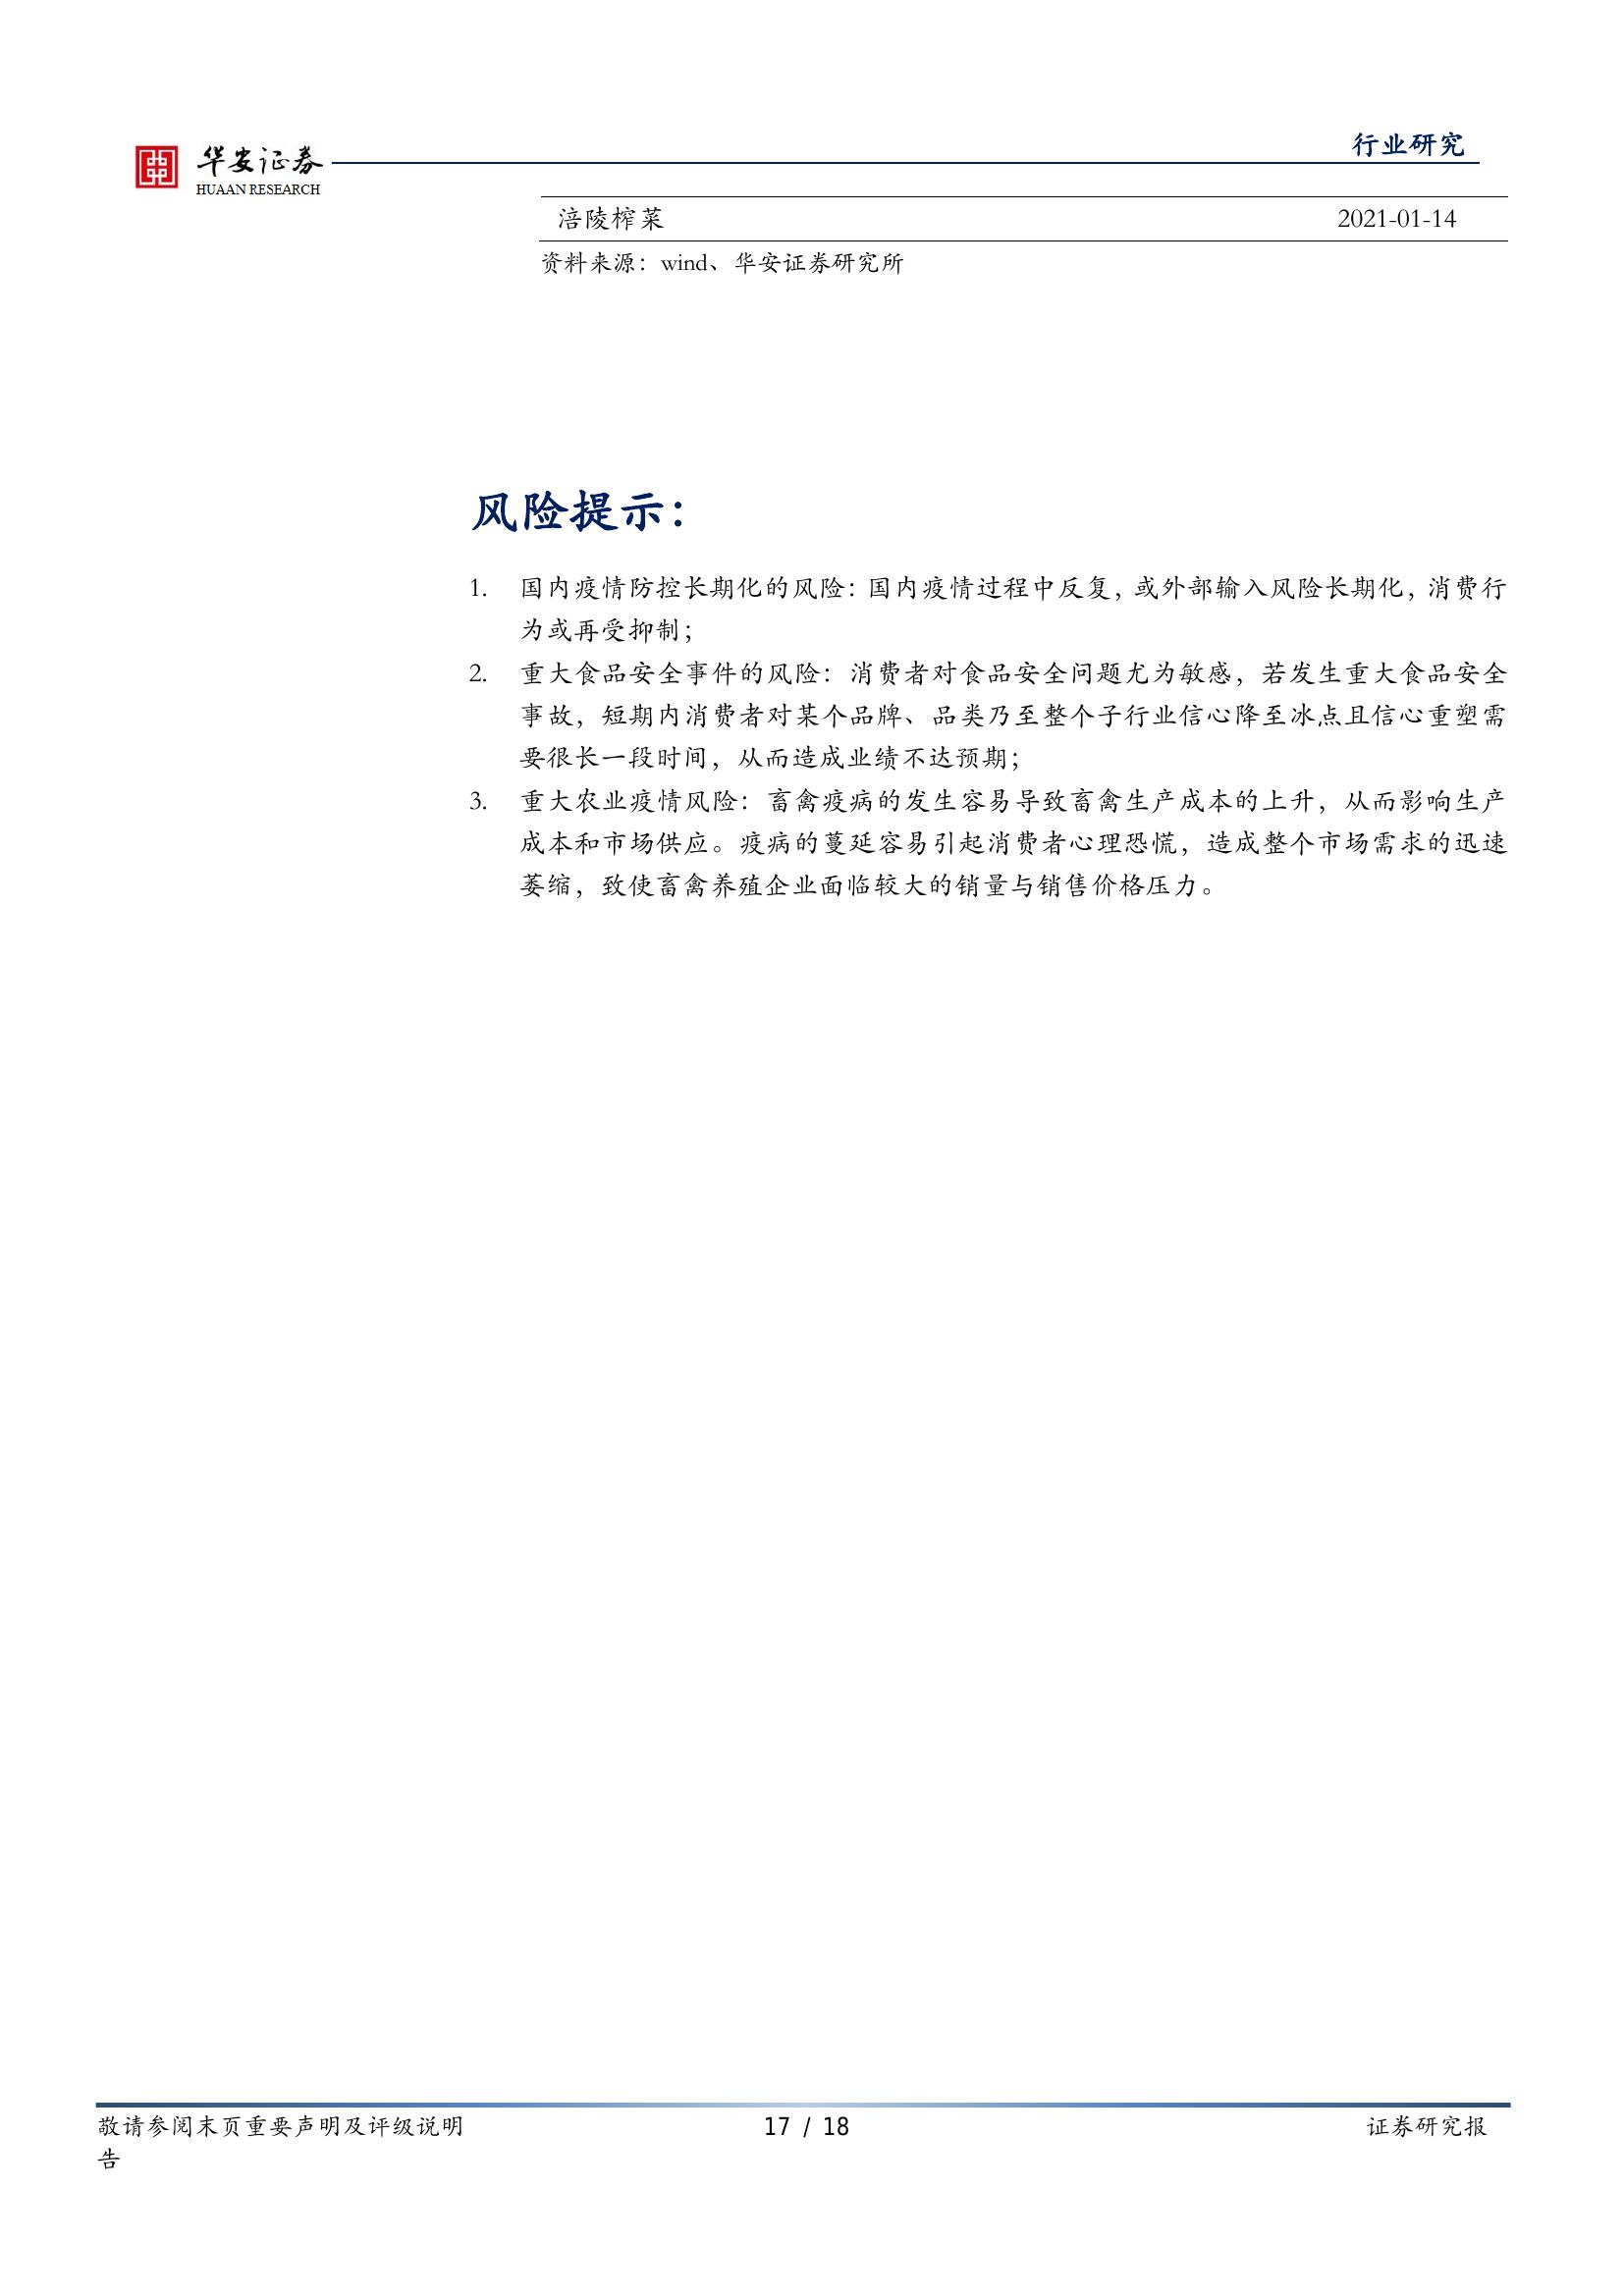 行业研究
华安证券
HUAAN RESEARCH
涪陵榨菜 2021-01-14
资料来源：wind、华安证券研究所
风险提示：
1. 国内疫情防控长期化的风险：国内疫情过程中反复，或外部输入风险长期化，消费行
为或再受抑制；
2. 重大食品安全事件的风险：消费者对食品安全问题尤为敏感，若发生重大食品安全
事故，短期内消费者对某个品牌、品类乃至整个子行业信心降至冰点且信心重塑需
要很长一段时间，从而造成业绩不达预期；
3. 重大农业疫情风险：畜禽疫病的发生容易导致畜禽生产成本的上升，从而影响生产
成本和市场供应。疫病的蔓延容易引起消费者心理恐慌，造成整个市场需求的迅速
萎缩，致使畜禽养殖企业面临较大的销量与销售价格压力。
敬请参阅末页重要声明及评级说明 17 / 18 证券研究报
告